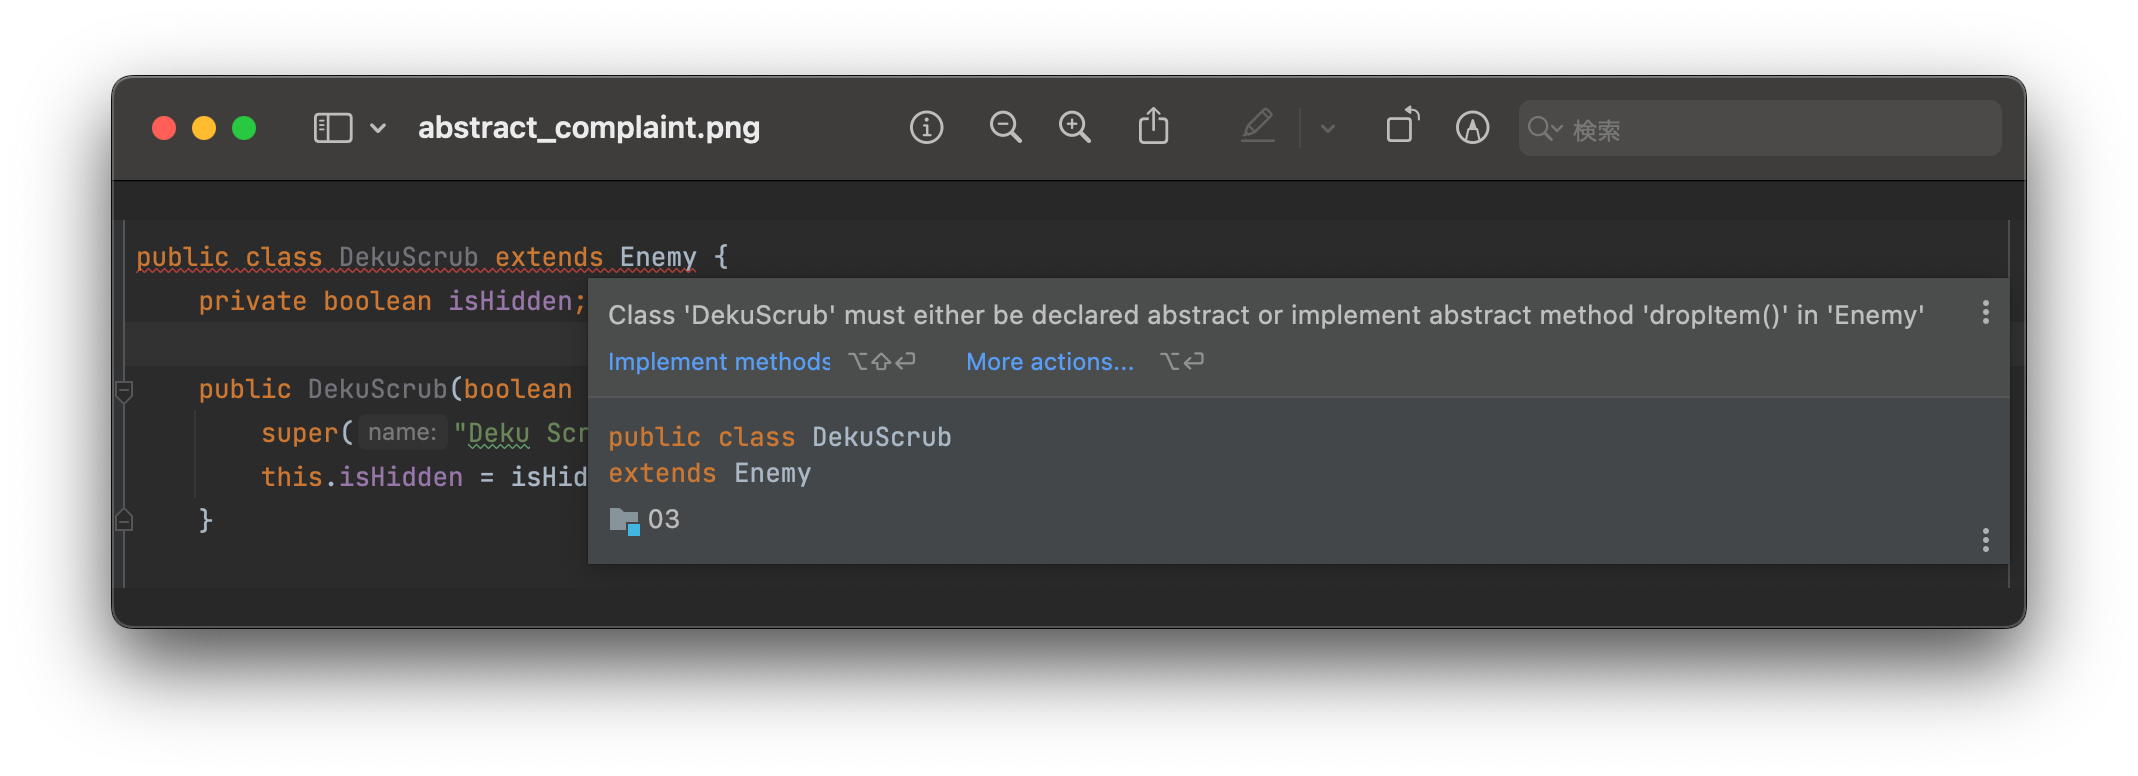 abstract_complaint.png
検索
public class DekuScrub extends Enemy {
private boolean isHidden;
Class 'DekuScrub' must either be declared abstract or implement abstract method 'dropItem()' in 'Enemy'
Implement methods ⌥⇧⏎ More actions... ⌥⏎
public DekuScrub(boolean
super( name: "Deku Scr
this.isHidden = isHid
}
public class DekuScrub
extends Enemy
03